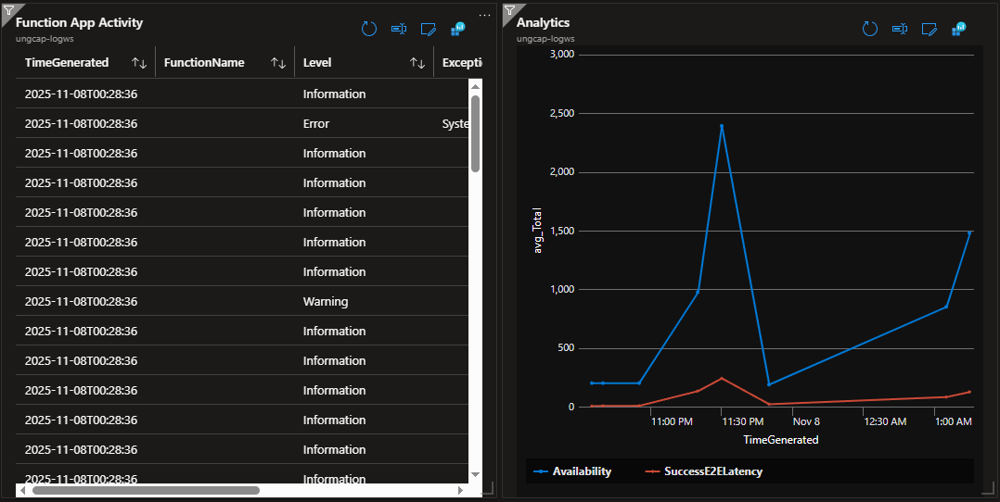 Function App Activity
ungcap-logws
TimeGenerated FunctionName Level Excepti
2025-11-08T00:28:36 Information
2025-11-08T00:28:36 Error Syste
2025-11-08T00:28:36 Information
2025-11-08T00:28:36 Information
2025-11-08T00:28:36 Information
2025-11-08T00:28:36 Information
2025-11-08T00:28:36 Information
2025-11-08T00:28:36 Warning
2025-11-08T00:28:36 Information
2025-11-08T00:28:36 Information
2025-11-08T00:28:36 Information
2025-11-08T00:28:36 Information
2025-11-08T00:28:36 Information
2025-11-08T00:28:36 Information
Analytics
ungcap-logws
3,000
2,500
2,000
1,500
1,000
500
0
avg_Total
11:00 PM 11:30 PM Nov 8 12:30 AM 1:00 AM
TimeGenerated
Availability SuccessE2ELatency